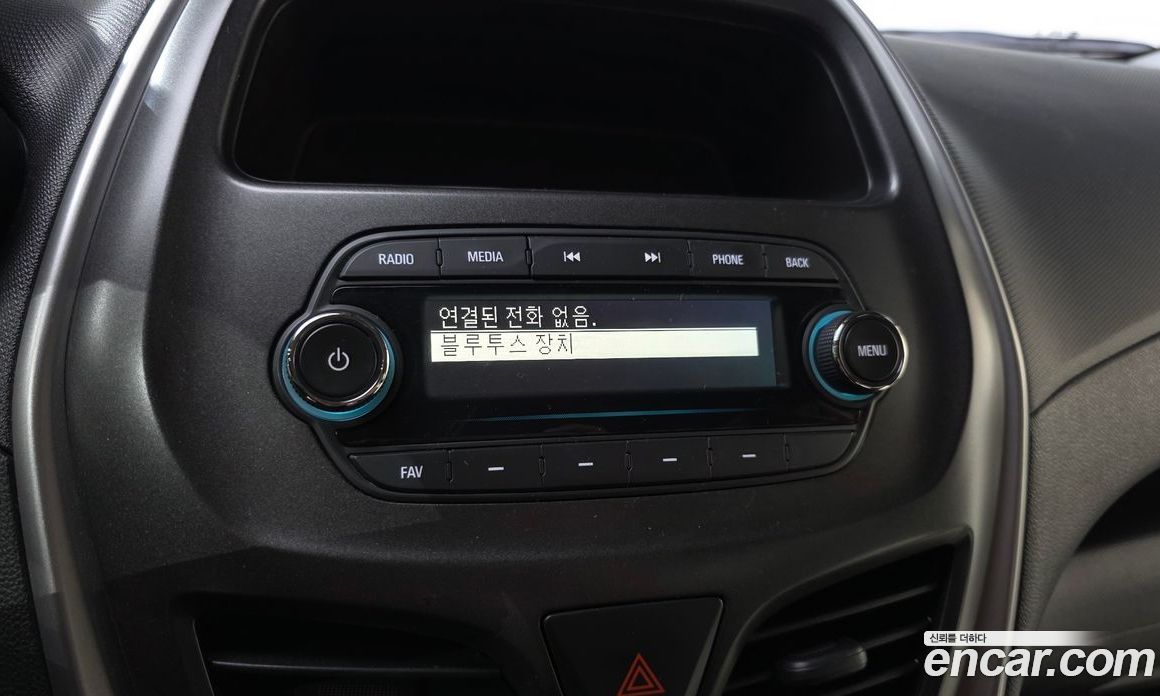 RADIO
MEDIA
PHONE
BACK
연결된 전화 없음.
블루투스 장치
MENU
FAV
신뢰를 더하다
encar.com